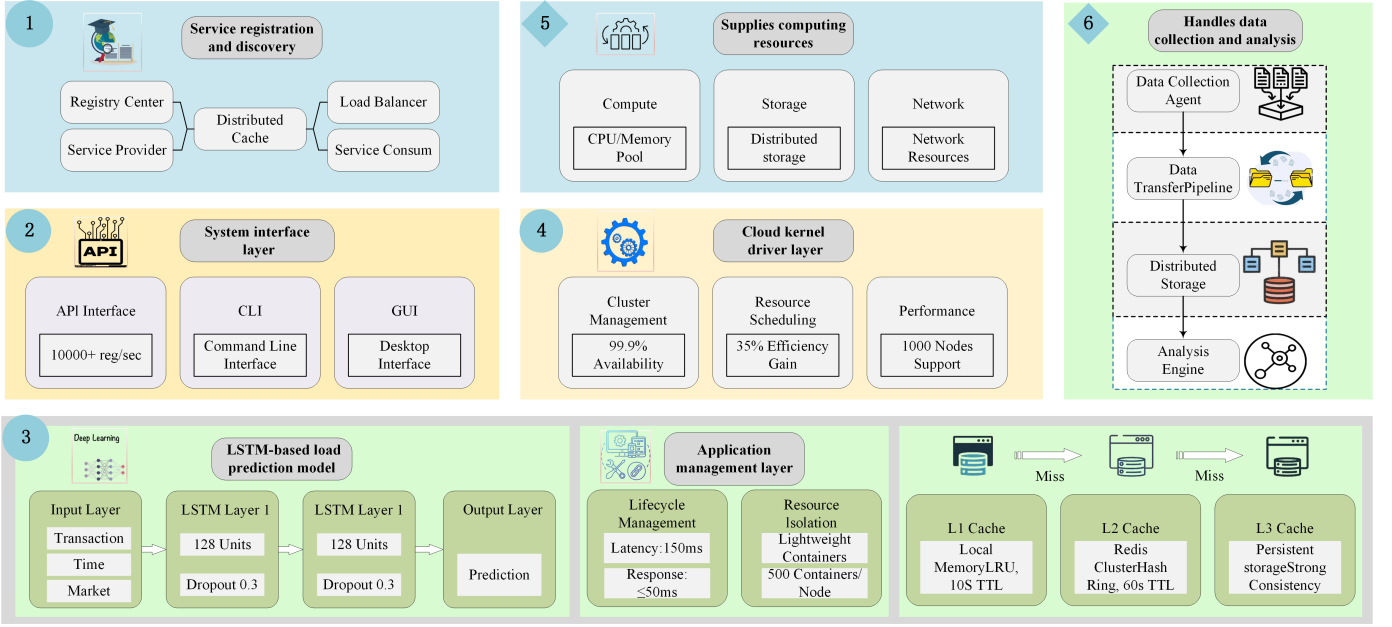 1
Service registration
and discovery
Registry Center
Service Provider
Distributed
Cache
Load Balancer
Service Consum
5
Supplies computing
resources
Compute
CPU/Memory
Pool
Storage
Distributed
storage
Network
Network
Resources
6
Handles data
collection and analysis
Data Collection
Agent
Data
TransferPipeline
Distributed
Storage
Analysis
Engine
2
API
System interface
layer
API Interface
10000+ reg/sec
CLI
Command Line
Interface
GUI
Desktop
Interface
4
Cloud kernel
driver layer
Cluster
Management
99.9%
Availability
Resource
Scheduling
35% Efficiency
Gain
Performance
1000 Nodes
Support
3
Deep Learning
LSTM-based load
prediction model
Input Layer
Transaction
Time
Market
LSTM Layer 1
128 Units
Dropout 0.3
LSTM Layer 1
128 Units
Dropout 0.3
Output Layer
Prediction
Application
management layer
Lifecycle
Management
Latency:150ms
Response:
≤50ms
Resource
Isolation
Lightweight
Containers
500 Containers/
Node
Miss
Miss
L1 Cache
Local
MemoryLRU,
10S TTL
L2 Cache
Redis
ClusterHash
Ring, 60s TTL
L3 Cache
Persistent
storageStrong
Consistency